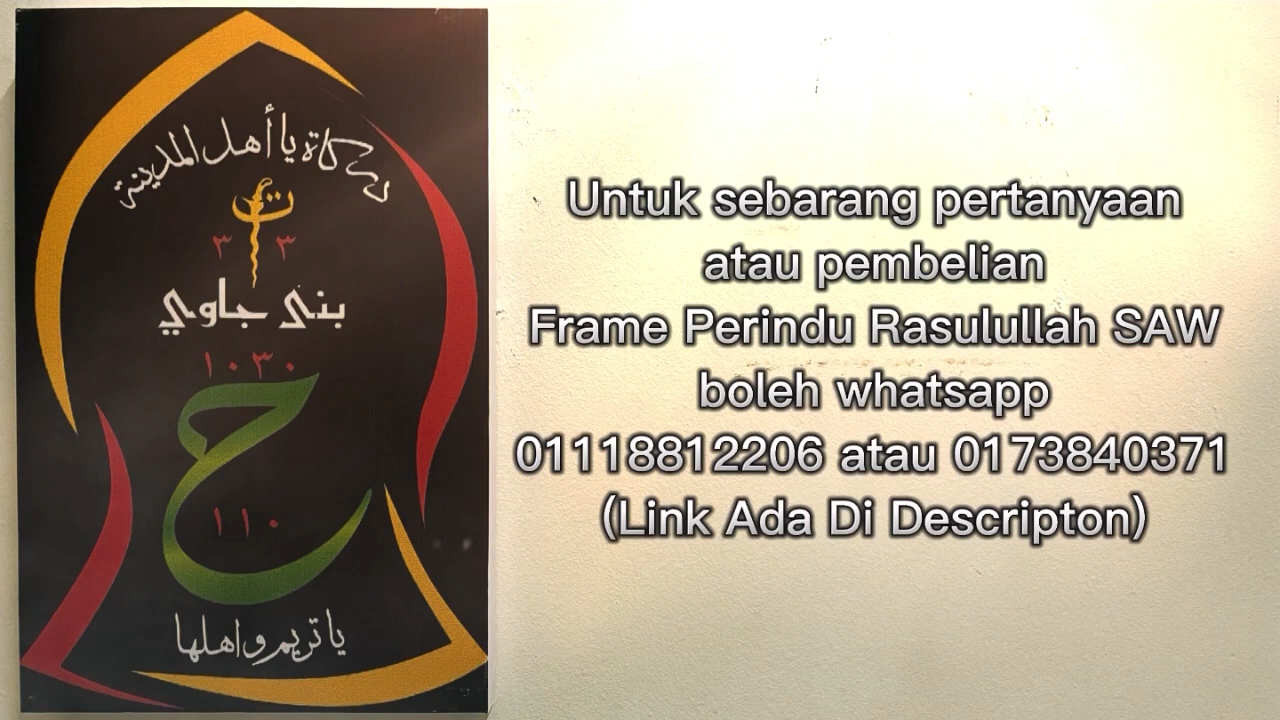 بركاة يا أهل المدينة
ت
٣ ٣
بني جاوي
١٠٣٠
ح
١١٠
يا تريم و اهلها
Untuk sebarang pertanyaan
atau pembelian
Frame Perindu Rasulullah SAW
boleh whatsapp
01118812206 atau 0173840371
(Link Ada Di Descripton)